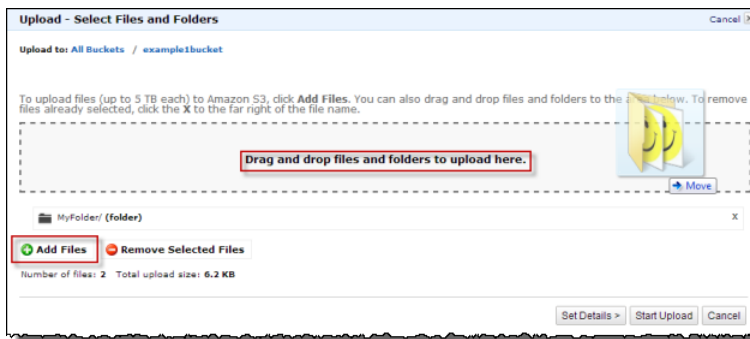 Upload - Select Files and Folders
Cancel X
Upload to: All Buckets / example1bucket
To upload files (up to 5 TB each) to Amazon S3, click Add Files. You can also drag and drop files and folders to the area below. To remove
files already selected, click the X to the far right of the file name.
Drag and drop files and folders to upload here.
Move
MyFolder/ (folder) x
Add Files Remove Selected Files
Number of files: 2 Total upload size: 6.2 KB
Set Details > Start Upload Cancel